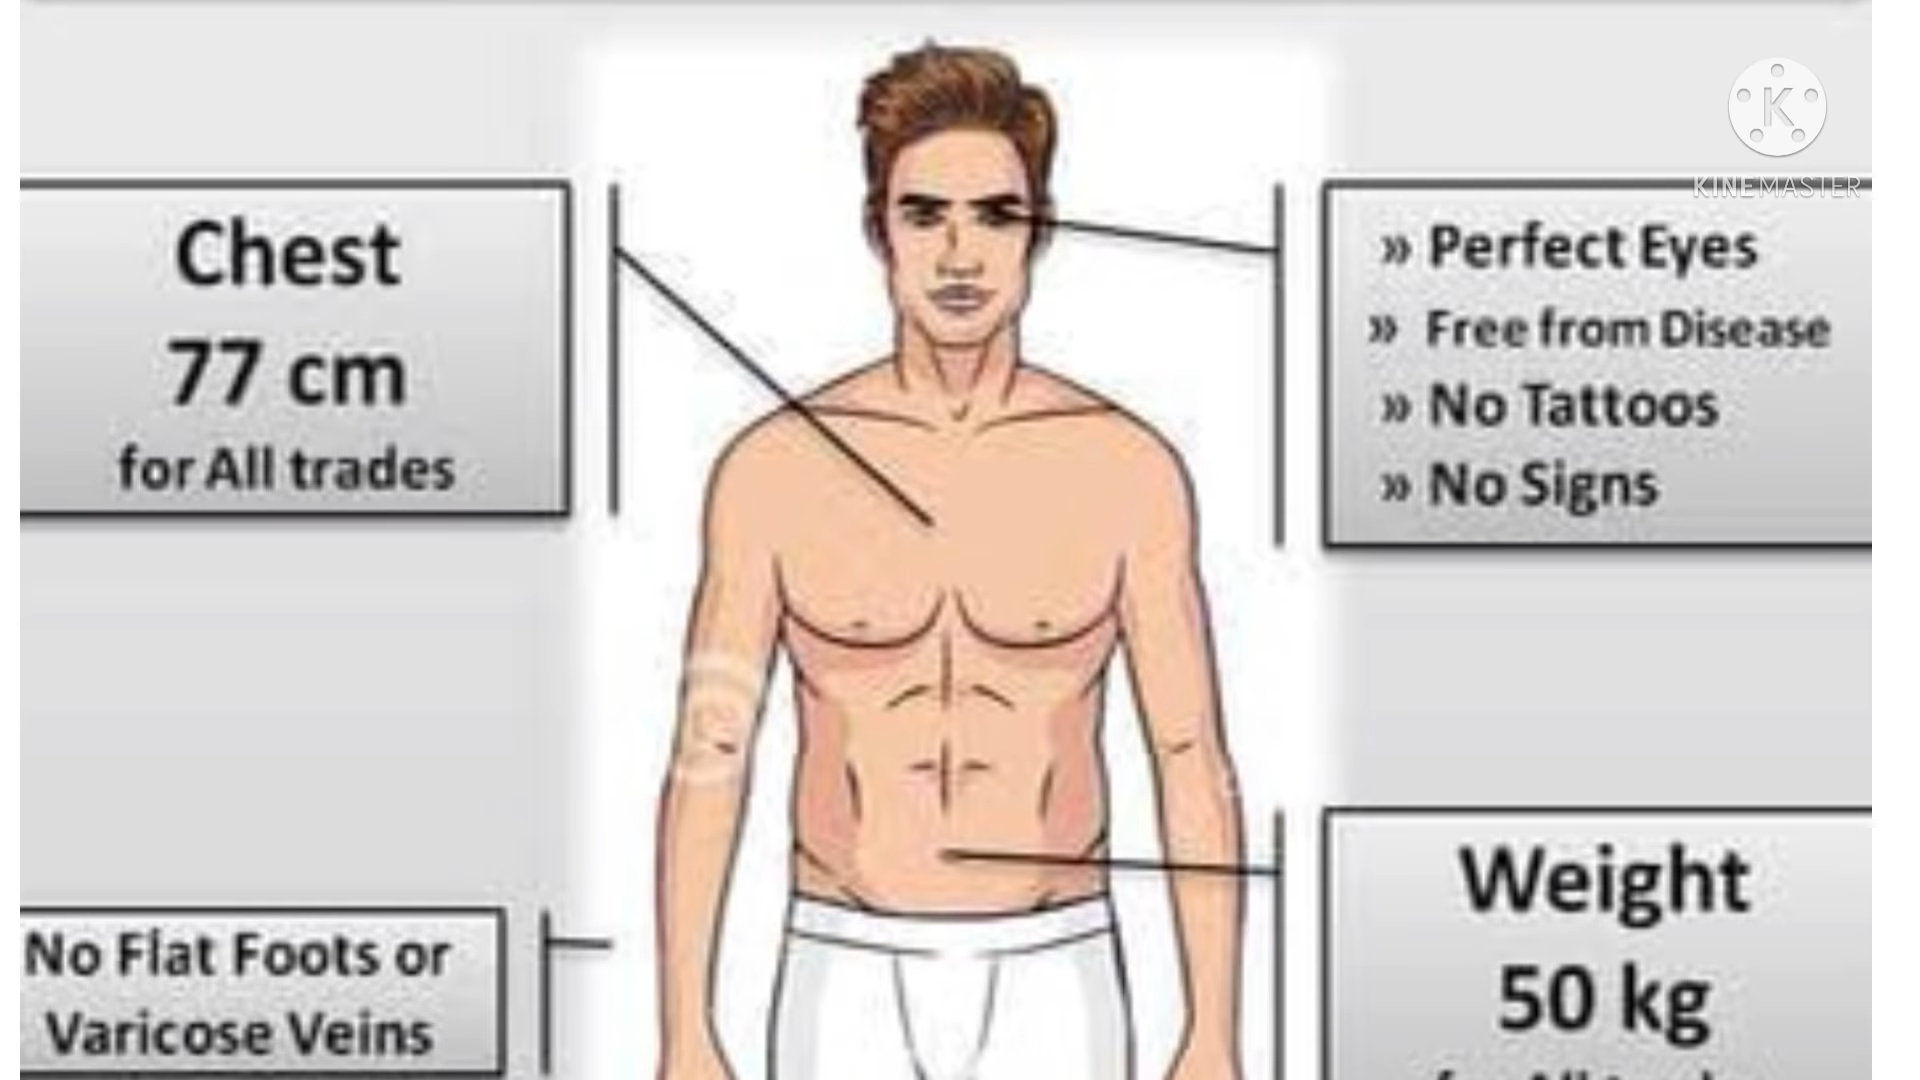 Chest
77 cm
for All trades
» Perfect Eyes
» Free from Disease
» No Tattoos
» No Signs
K
KINEMASTER
No Flat Foots or
Varicose Veins
Weight
50 kg